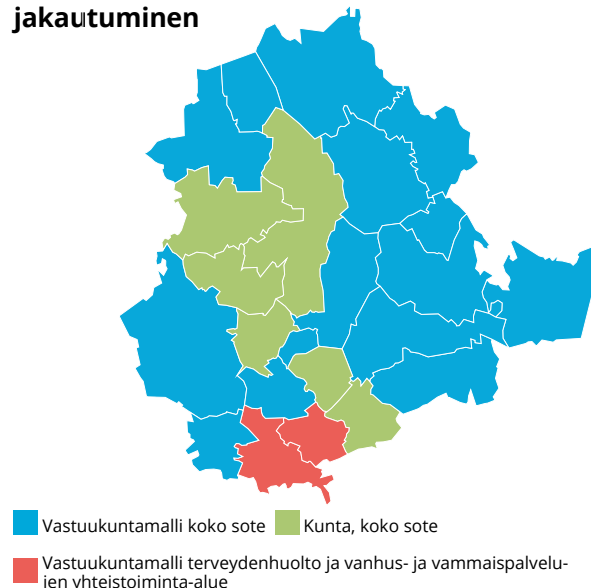 jakautuminen
Vastuukuntamalli koko sote
Kunta, koko sote
Vastuukuntamalli terveydenhuolto ja vanhus- ja vammaispalvelu-
jen yhteistoiminta-alue